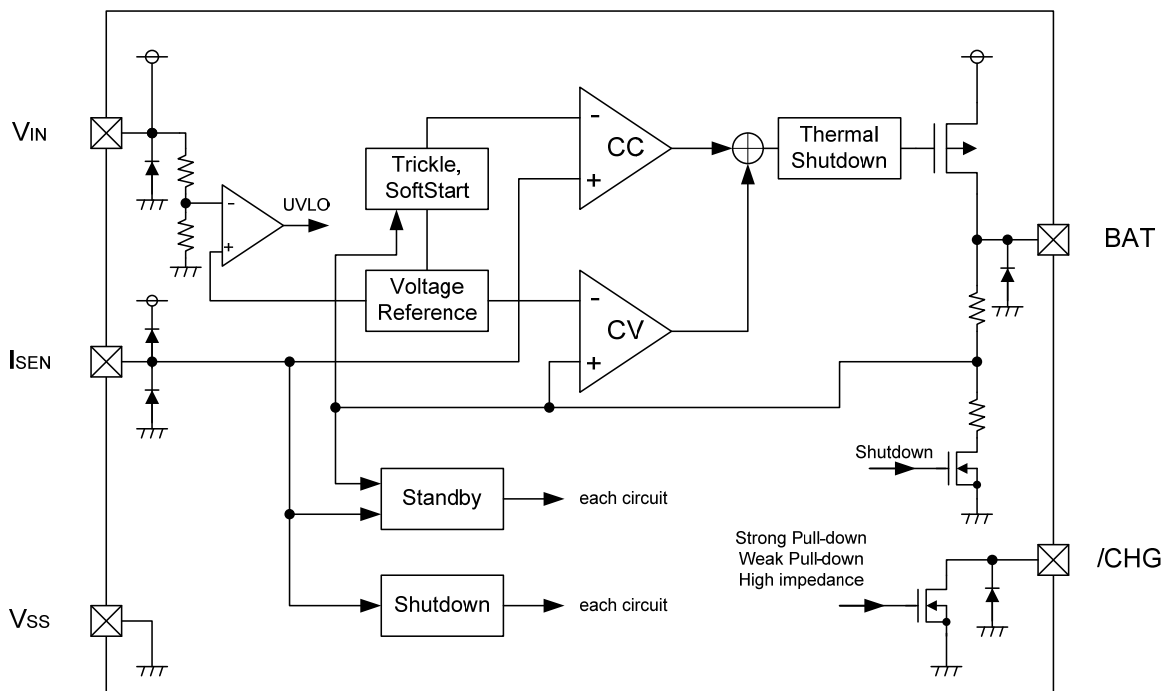 VIN
ISEN
VSS
UVLO
-
+
Trickle,
SoftStart
Voltage
Reference
-
CC
+
-
CV
+
Thermal
Shutdown
BAT
Shutdown
Standby
each circuit
Shutdown
each circuit
Strong Pull-down
Weak Pull-down
High impedance
/CHG